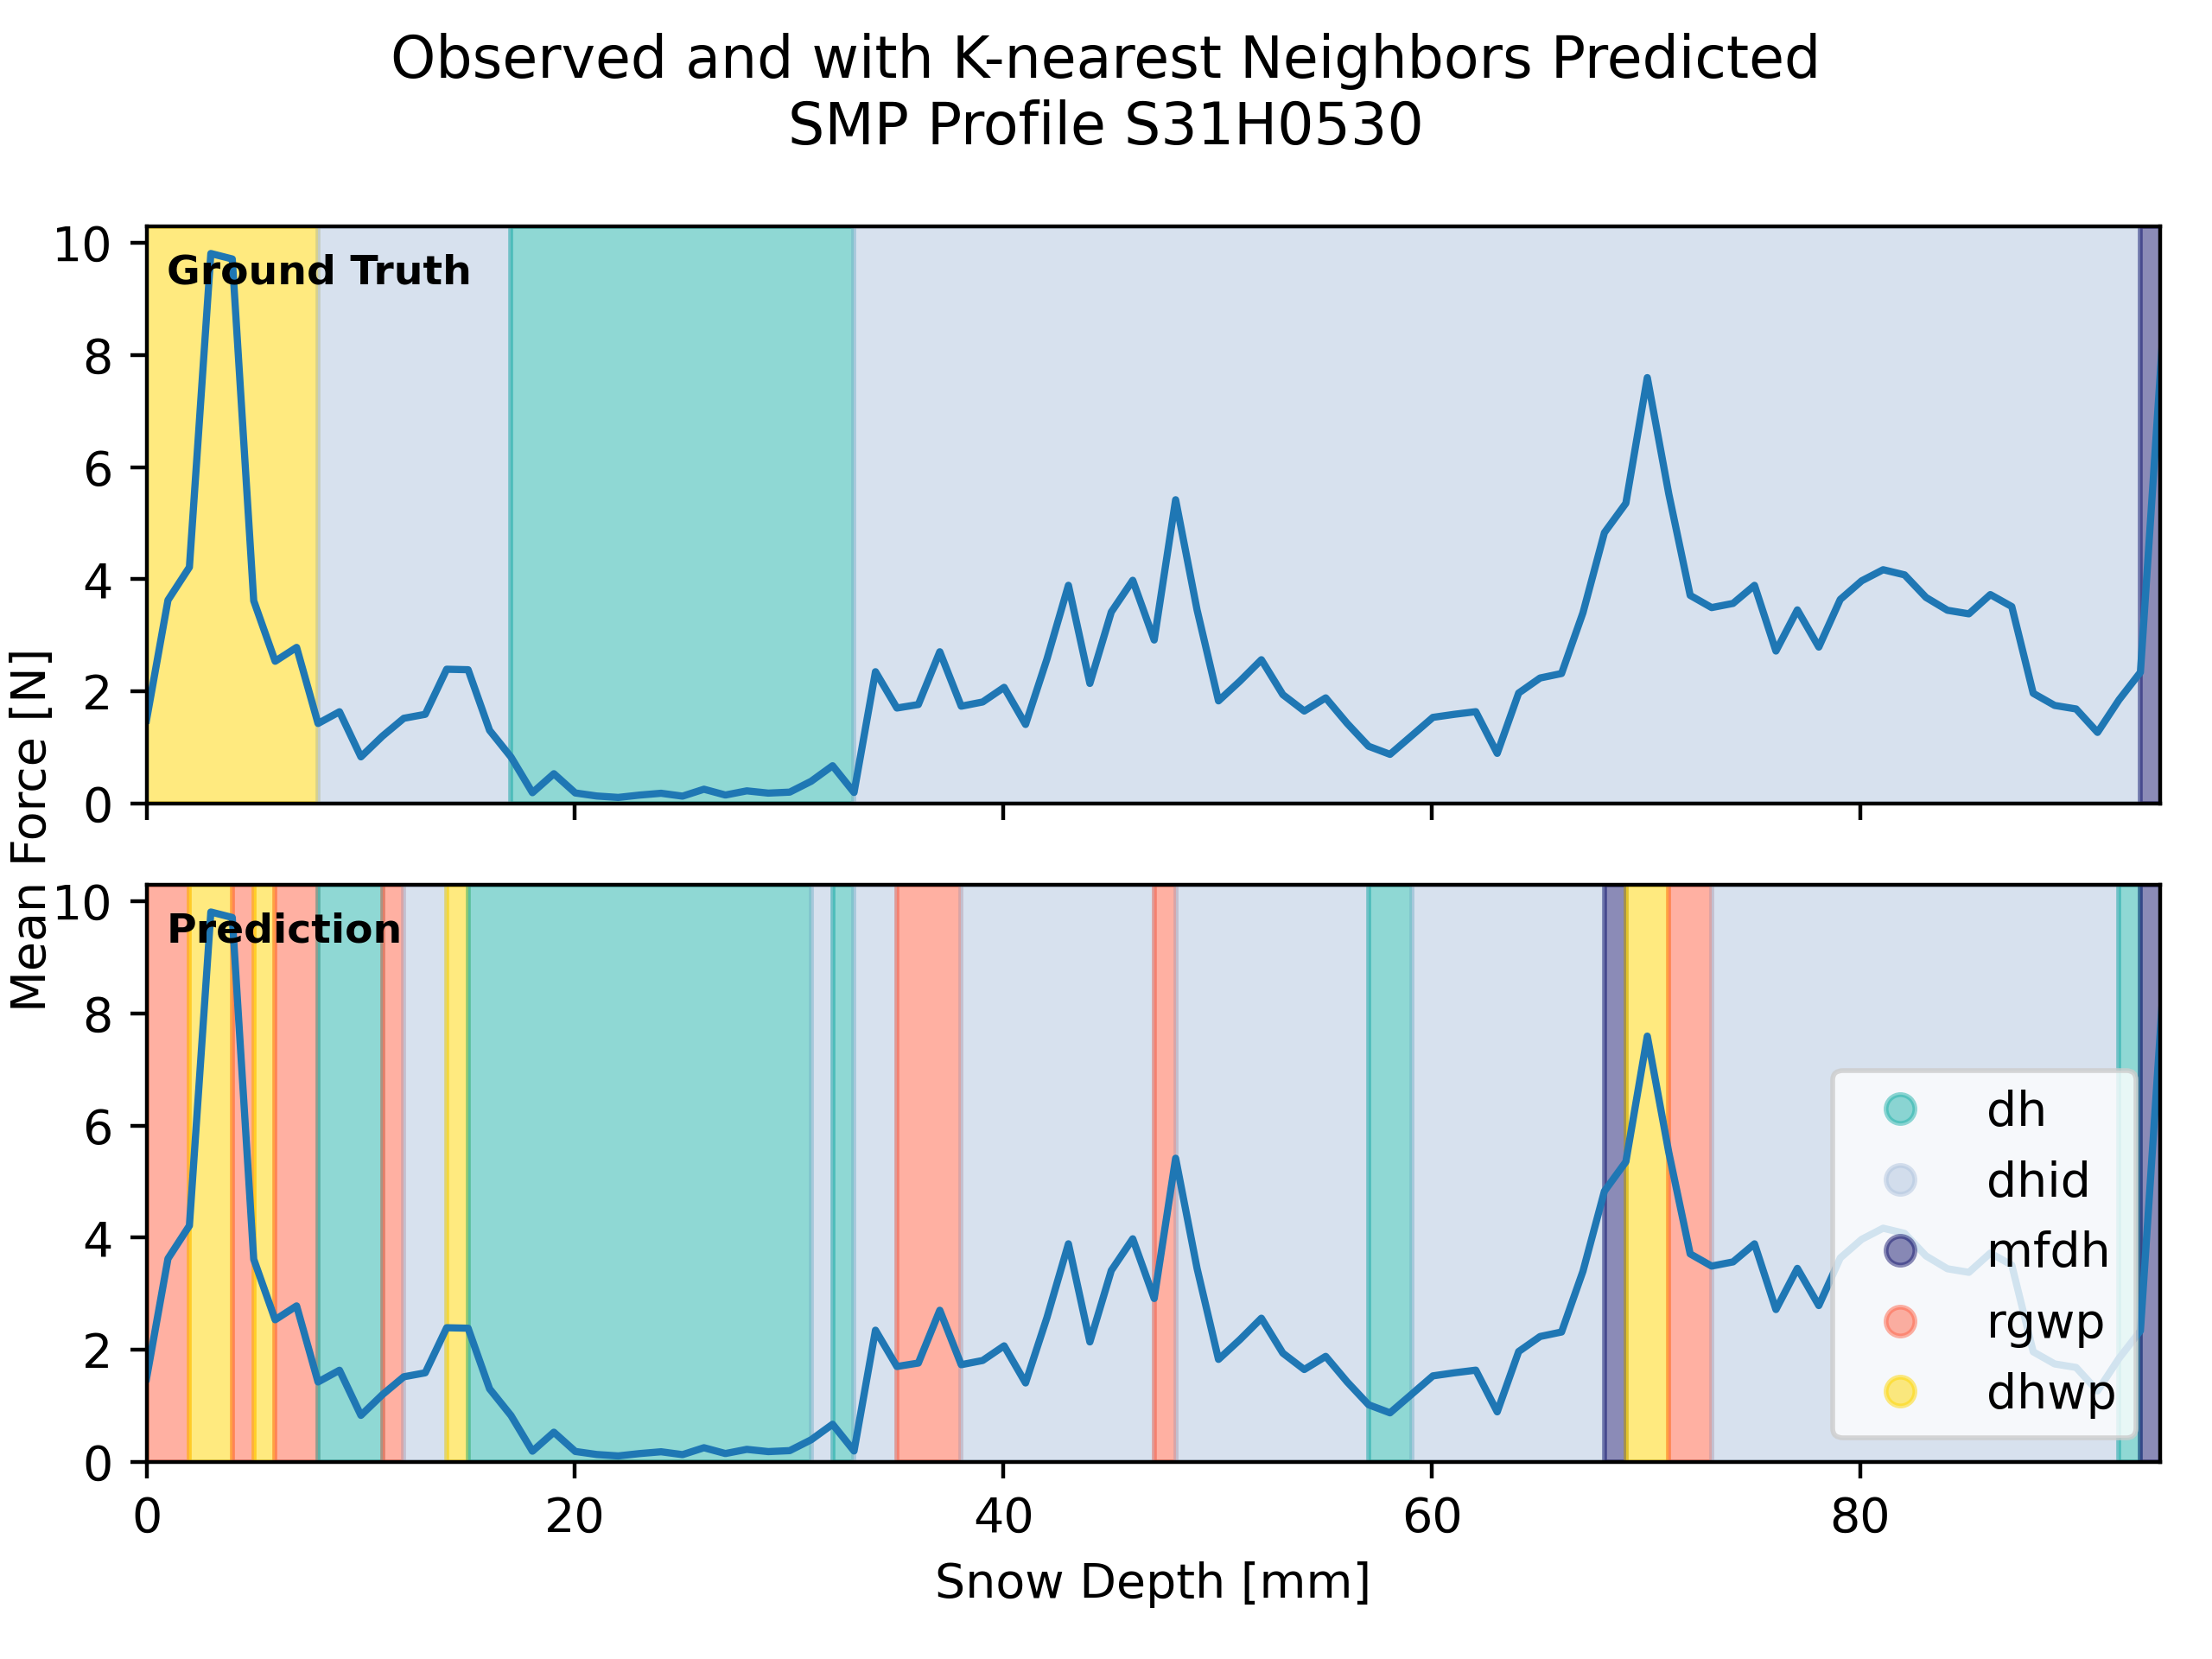 Observed and with K-nearest Neighbors Predicted
SMP Profile S31H0530
Mean Force [N]
10
8
6
4
2
0
Ground Truth
10
8
6
4
2
0
Prediction
dh
dhid
mfdh
rgwp
dhwp
0 20 40 60 80
Snow Depth [mm]